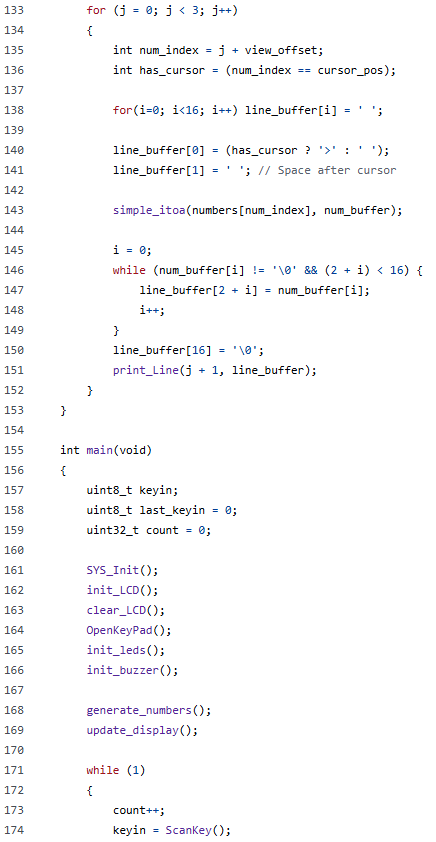 133         for (j = 0; j < 3; j++)
134         {
135             int num_index = j + view_offset;
136             int has_cursor = (num_index == cursor_pos);
137
138             for(i=0; i<16; i++) line_buffer[i] = ' ';
139
140             line_buffer[0] = (has_cursor ? '>' : ' ');
141             line_buffer[1] = ' '; // Space after cursor
142
143             simple_itoa(numbers[num_index], num_buffer);
144
145             i = 0;
146             while (num_buffer[i] != '\0' && (2 + i) < 16) {
147                 line_buffer[2 + i] = num_buffer[i];
148                 i++;
149             }
150             line_buffer[16] = '\0';
151             print_Line(j + 1, line_buffer);
152         }
153     }
154
155     int main(void)
156     {
157         uint8_t keyin;
158         uint8_t last_keyin = 0;
159         uint32_t count = 0;
160
161         SYS_Init();
162         init_LCD();
163         clear_LCD();
164         OpenKeyPad();
165         init_leds();
166         init_buzzer();
167
168         generate_numbers();
169         update_display();
170
171         while (1)
172         {
173             count++;
174             keyin = ScanKey();